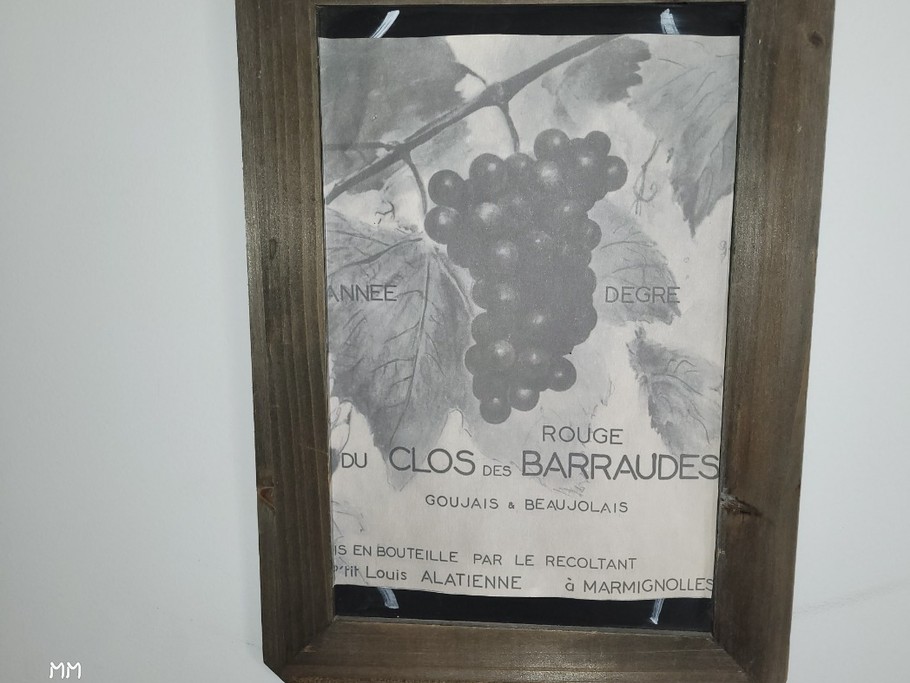 ANNEE DEGRE
ROUGE
DU CLOS DES BARRAUDES
GOUJAIS & BEAUJOLAIS
IS EN BOUTEILLE PAR LE RECOLTANT
P'tit Louis ALATIENNE à MARMIGNOLLES
MM